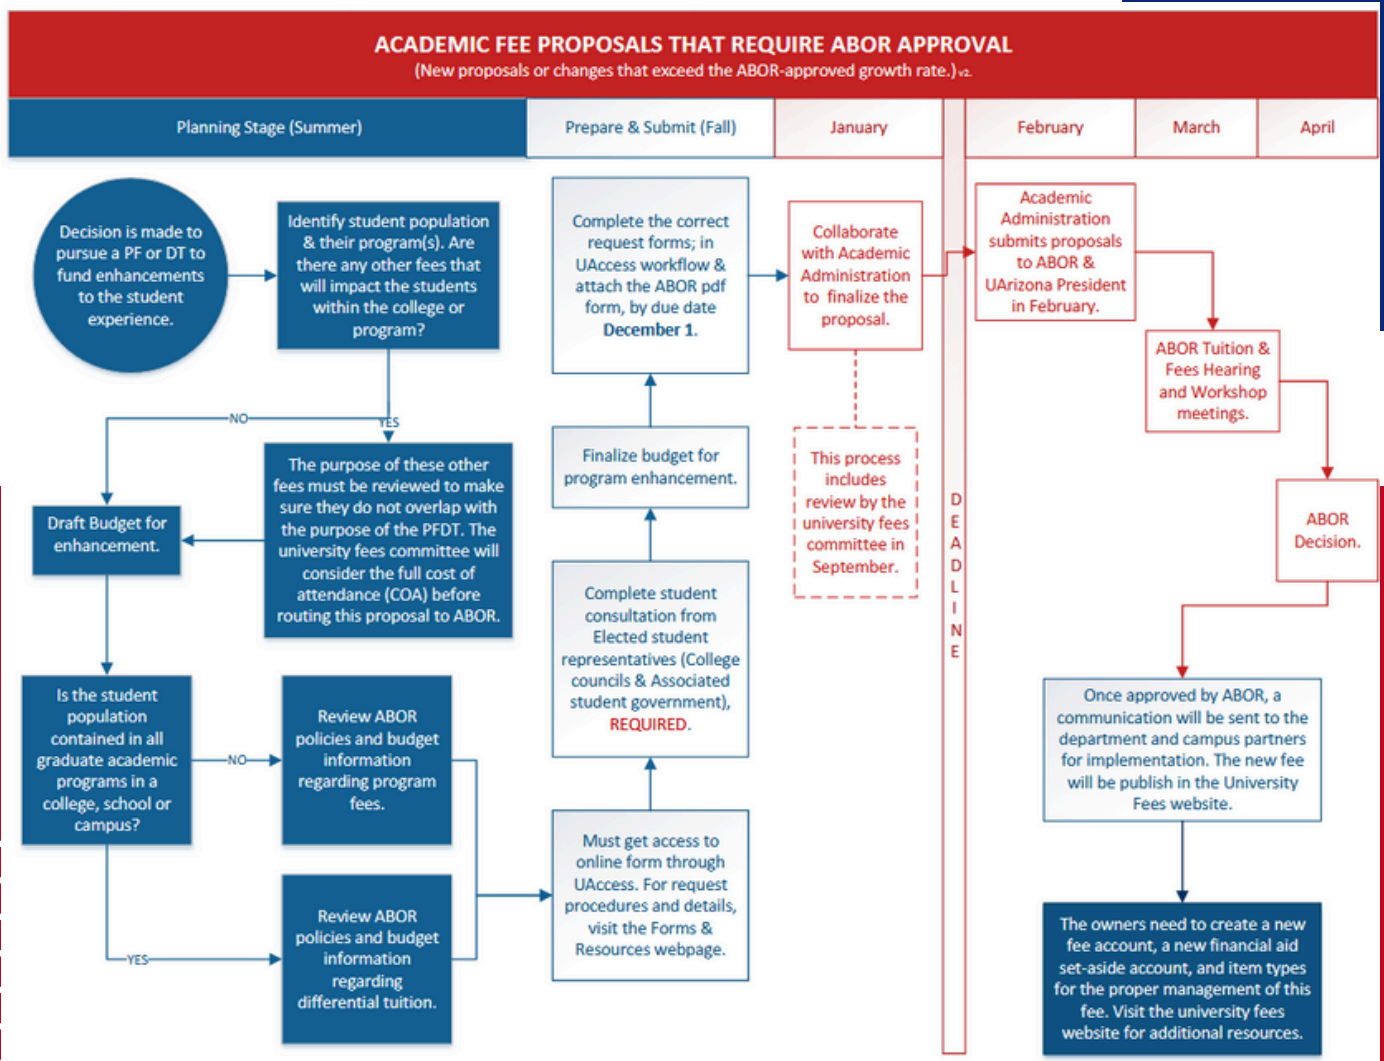 ACADEMIC FEE PROPOSALS THAT REQUIRE ABOR APPROVAL
(New proposals or changes that exceed the ABOR-approved growth rate.) v2.
Planning Stage (Summer)
Prepare & Submit (Fall)
January
February
March
April
Decision is made to
pursue a PF or DT to
fund enhancements
to the student
experience.
Identify student population
& their program(s). Are
there any other fees that
will impact the students
within the college or
program?
NO
YES
The purpose of these other
fees must be reviewed to make
sure they do not overlap with
the purpose of the PFDT. The
university fees committee will
consider the full cost of
attendance (COA) before
routing this proposal to ABOR.
Draft Budget for
enhancement.
Is the student
population
contained in all
graduate academic
programs in a
college, school or
campus?
NO
Review ABOR
policies and budget
information
regarding program
fees.
YES
Review ABOR
policies and budget
information
regarding
differential tuition.
Complete the correct
request forms; in
UAccess workflow &
attach the ABOR pdf
form, by due date
December 1.
Finalize budget for
program enhancement.
Complete student
consultation from
Elected student
representatives (College
councils & Associated
student government),
REQUIRED.
Must get access to
online form through
UAccess. For request
procedures and details,
visit the Forms &
Resources webpage.
Collaborate
with Academic
Administration
to finalize the
proposal.
This process
includes
review by the
university fees
committee in
September.
DEADLINE
Academic
Administration
submits proposals
to ABOR &
UArizona President
in February.
ABOR Tuition &
Fees Hearing
and Workshop
meetings.
ABOR
Decision.
Once approved by ABOR, a
communication will be sent to the
department and campus partners
for implementation. The new fee
will be publish in the University
Fees website.
The owners need to create a new
fee account, a new financial aid
set-aside account, and item types
for the proper management of this
fee. Visit the university fees
website for additional resources.